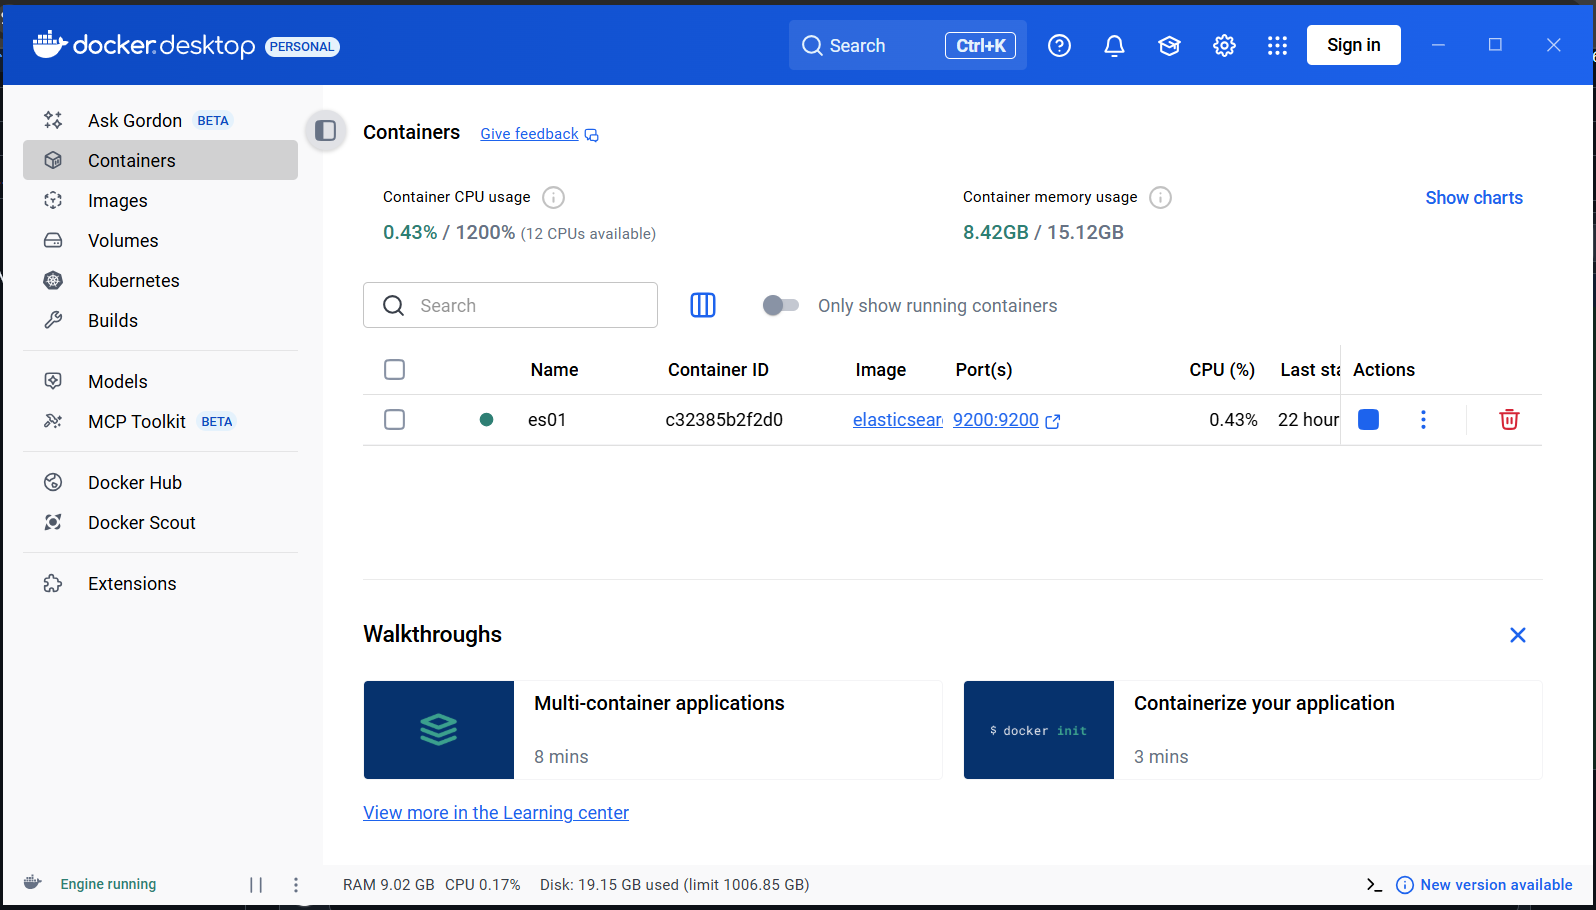 docker.desktop PERSONAL
Search Ctrl+K
Sign in
Ask Gordon BETA
Containers
Images
Volumes
Kubernetes
Builds
Models
MCP Toolkit BETA
Docker Hub
Docker Scout
Extensions
Containers Give feedback
Container CPU usage
0.43% / 1200% (12 CPUs available)
Container memory usage
8.42GB / 15.12GB
Show charts
Search
Only show running containers
Name Container ID Image Port(s) CPU (%) Last sta Actions
es01 c32385b2f2d0 elasticsear 9200:9200 0.43% 22 hour
Walkthroughs
Multi-container applications
8 mins
$ docker init
Containerize your application
3 mins
View more in the Learning center
Engine running
RAM 9.02 GB CPU 0.17% Disk: 19.15 GB used (limit 1006.85 GB)
New version available